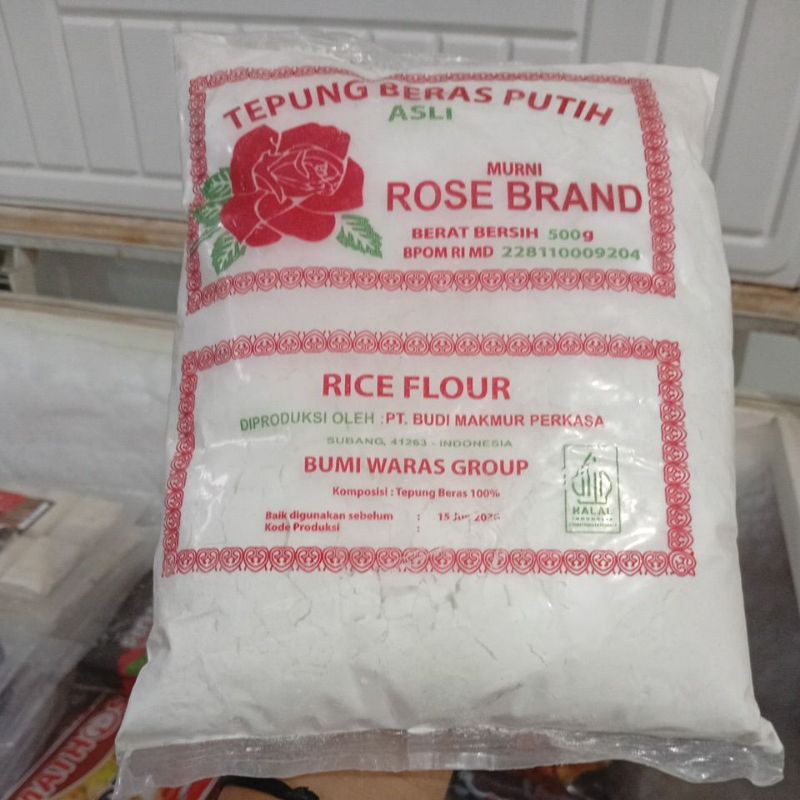 TEPUNG BERAS PUTIH
ASLI
MURNI
ROSE BRAND
BERAT BERSIH 500g
BPOM RI MD 228110009204
RICE FLOUR
DIPRODUKSI OLEH : PT. BUDI MAKMUR PERKASA
SUBANG, 41263 - INDONESIA
BUMI WARAS GROUP
Komposisi : Tepung Beras 100%
Baik digunakan sebelum : 15
Kode Produksi :
HALAL
INDONESIA